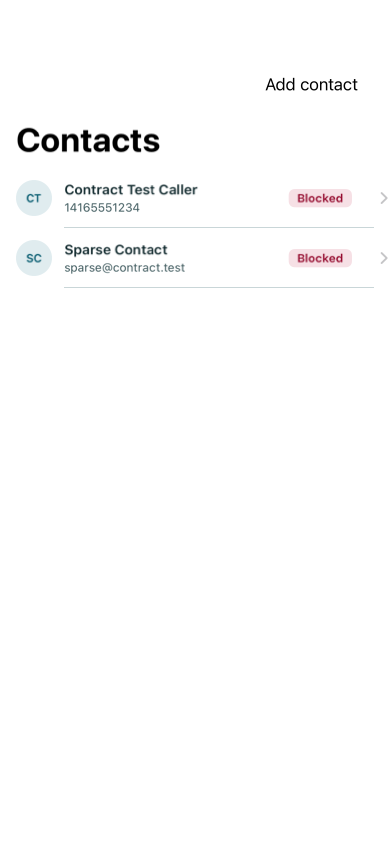 Add contact
Contacts
CT
Contract Test Caller
14165551234
Blocked
SC
Sparse Contact
sparse@contract.test
Blocked